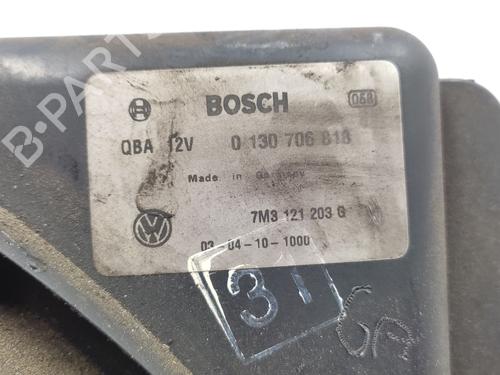 B-PARTS
BOSCH
QBA 12V 0 130 706 818
Made in Germany
7M3 121 203 G
03-04-10-1000
31